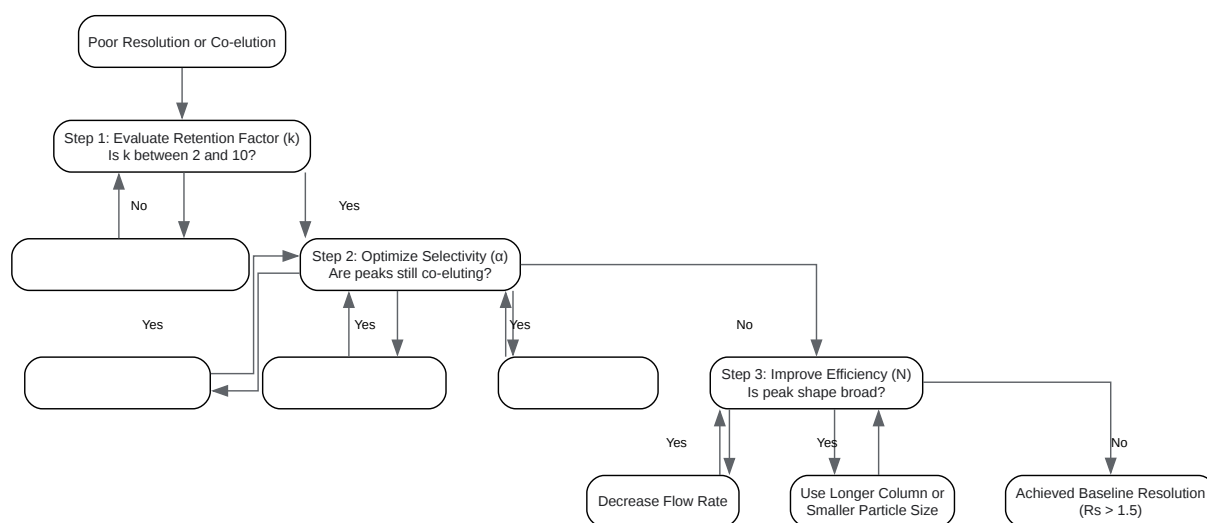 Poor Resolution or Co-elution
Step 1: Evaluate Retention Factor (k)
Is k between 2 and 10?
No
Yes
Step 2: Optimize Selectivity (α)
Are peaks still co-eluting?
Yes
Yes
Yes
No
Step 3: Improve Efficiency (N)
Is peak shape broad?
Yes
Yes
No
Decrease Flow Rate
Use Longer Column or
Smaller Particle Size
Achieved Baseline Resolution
(Rs > 1.5)